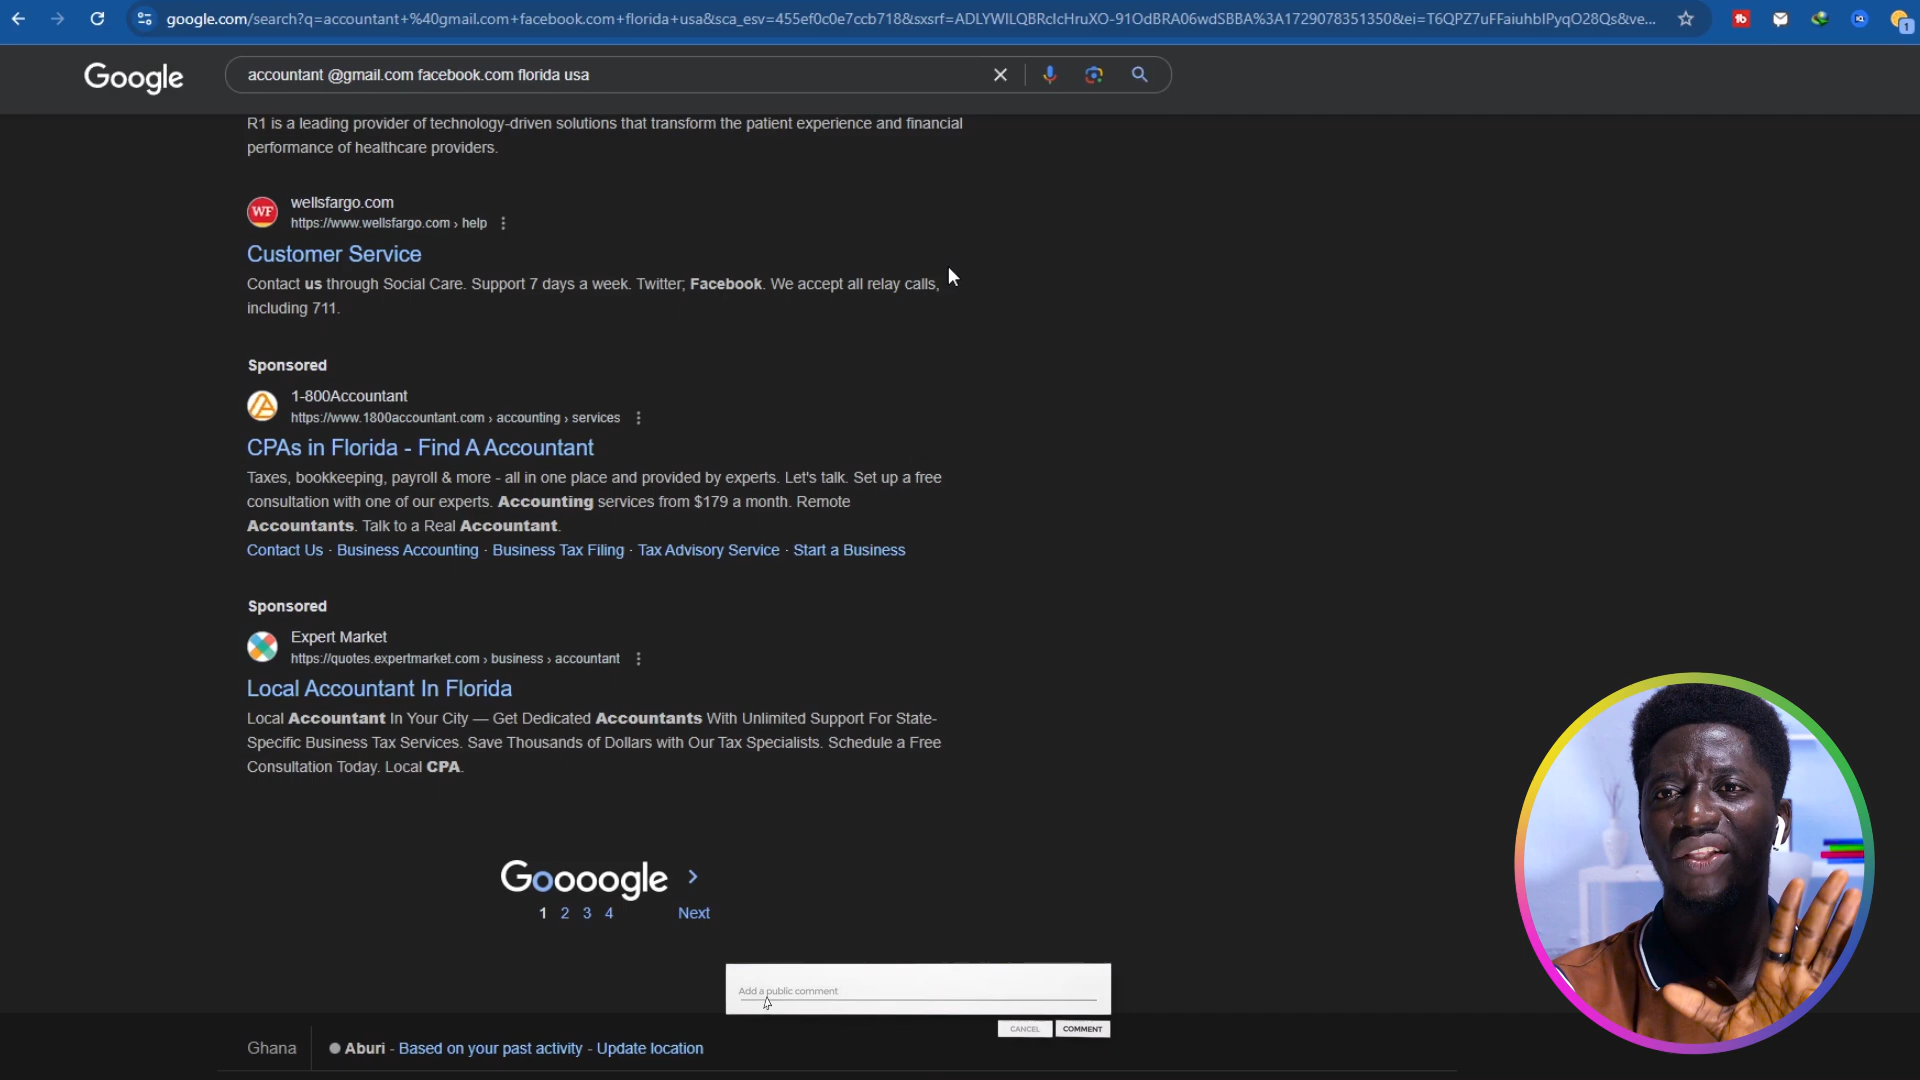 google.com/search?q=accountant+%40gmail.com+facebook.com+florida+usa&sca_esv=455ef0c0e7ccb718&sxsrf=ADLYWILQBRcIcHruXO-91OdBRA06wdSBBA%3A1729078351350&ei=T6QPZ7uFFaiuhbIPyqO28Qs&ve...
1
Google
accountant @gmail.com facebook.com florida usa
R1 is a leading provider of technology-driven solutions that transform the patient experience and financial
performance of healthcare providers.
WF
wellsfargo.com
https://www.wellsfargo.com › help
Customer Service
Contact us through Social Care. Support 7 days a week. Twitter; Facebook. We accept all relay calls,
including 711.
Sponsored
1-800Accountant
https://www.1800accountant.com › accounting › services
CPAs in Florida - Find A Accountant
Taxes, bookkeeping, payroll & more - all in one place and provided by experts. Let's talk. Set up a free
consultation with one of our experts. Accounting services from $179 a month. Remote
Accountants. Talk to a Real Accountant.
Contact Us · Business Accounting · Business Tax Filing · Tax Advisory Service · Start a Business
Sponsored
Expert Market
https://quotes.expertmarket.com › business › accountant
Local Accountant In Florida
Local Accountant In Your City — Get Dedicated Accountants With Unlimited Support For State-
Specific Business Tax Services. Save Thousands of Dollars with Our Tax Specialists. Schedule a Free
Consultation Today. Local CPA.
Goooogle >
1 2 3 4 Next
Add a public comment
CANCEL COMMENT
Ghana
Aburi - Based on your past activity - Update location